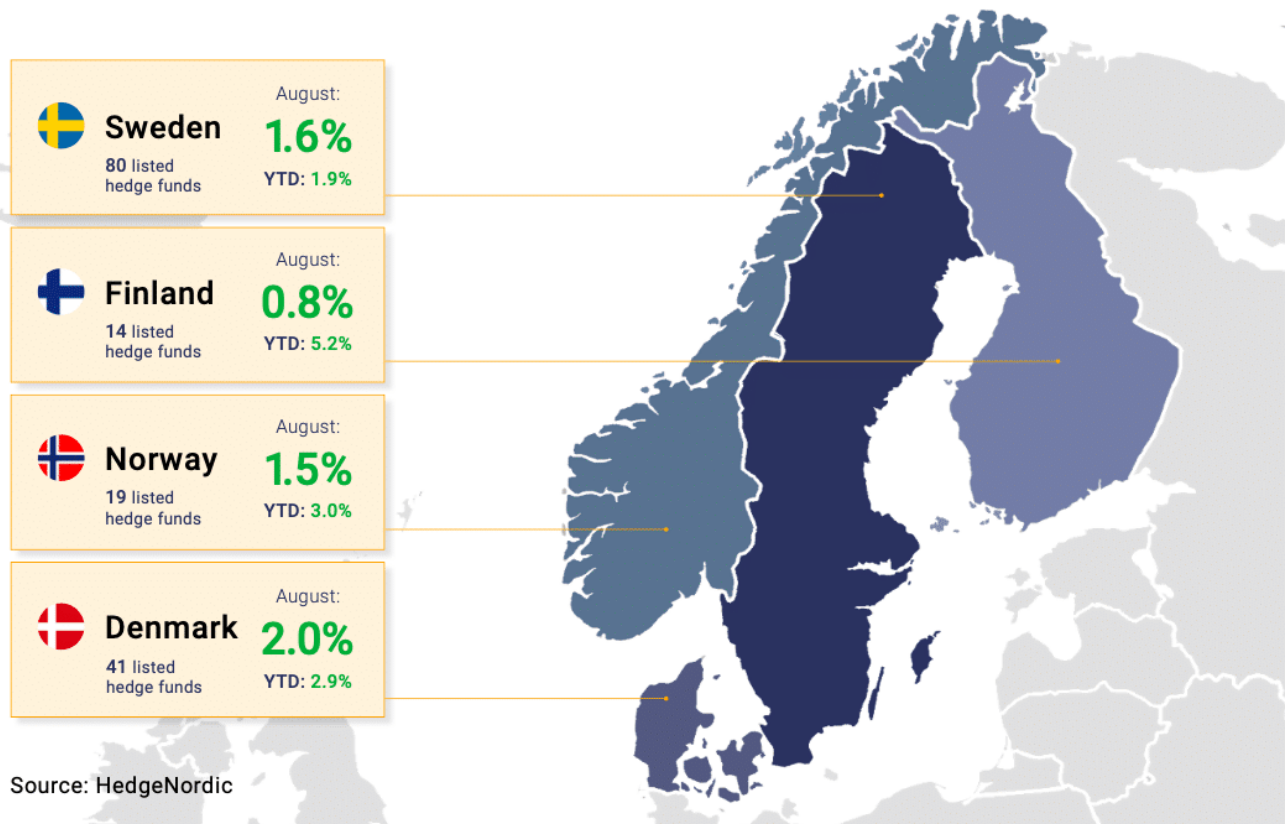 August:
Sweden
1.6%
80 listed
hedge funds
YTD: 1.9%
August:
Finland
0.8%
14 listed
hedge funds
YTD: 5.2%
August:
Norway
1.5%
19 listed
hedge funds
YTD: 3.0%
August:
Denmark
2.0%
41 listed
hedge funds
YTD: 2.9%
Source: HedgeNordic